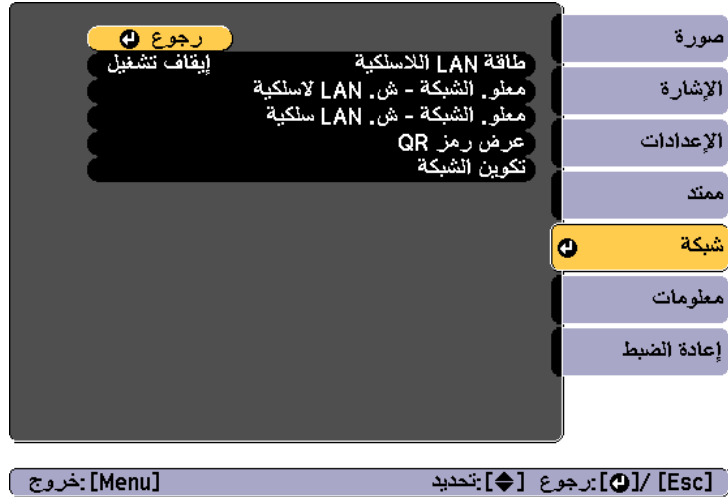 صورة
الإشارة
الإعدادات
ممتد
شبكة
معلومات
إعادة الضبط
رجوع
طاقة LAN اللاسلكية إيقاف تشغيل
معلو. الشبكة - ش. LAN لاسلكية
معلو. الشبكة - ش. LAN سلكية
عرض رمز QR
تكوين الشبكة
[Esc] /[⏎]:رجوع [◆]:تحديد [Menu]:خروج